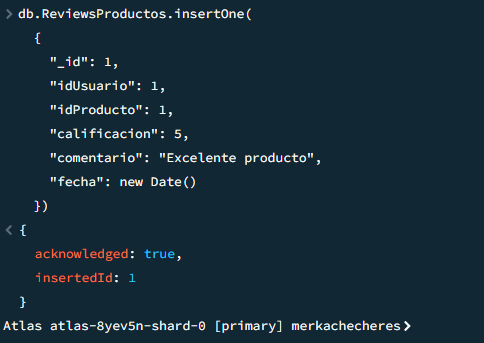 > db.ReviewsProductos.insertOne(
{
"_id": 1,
"idUsuario": 1,
"idProducto": 1,
"calificacion": 5,
"comentario": "Excelente producto",
"fecha": new Date()
})
< {
acknowledged: true,
insertedId: 1
}
Atlas atlas-8yev5n-shard-0 [primary] merkachecheres>